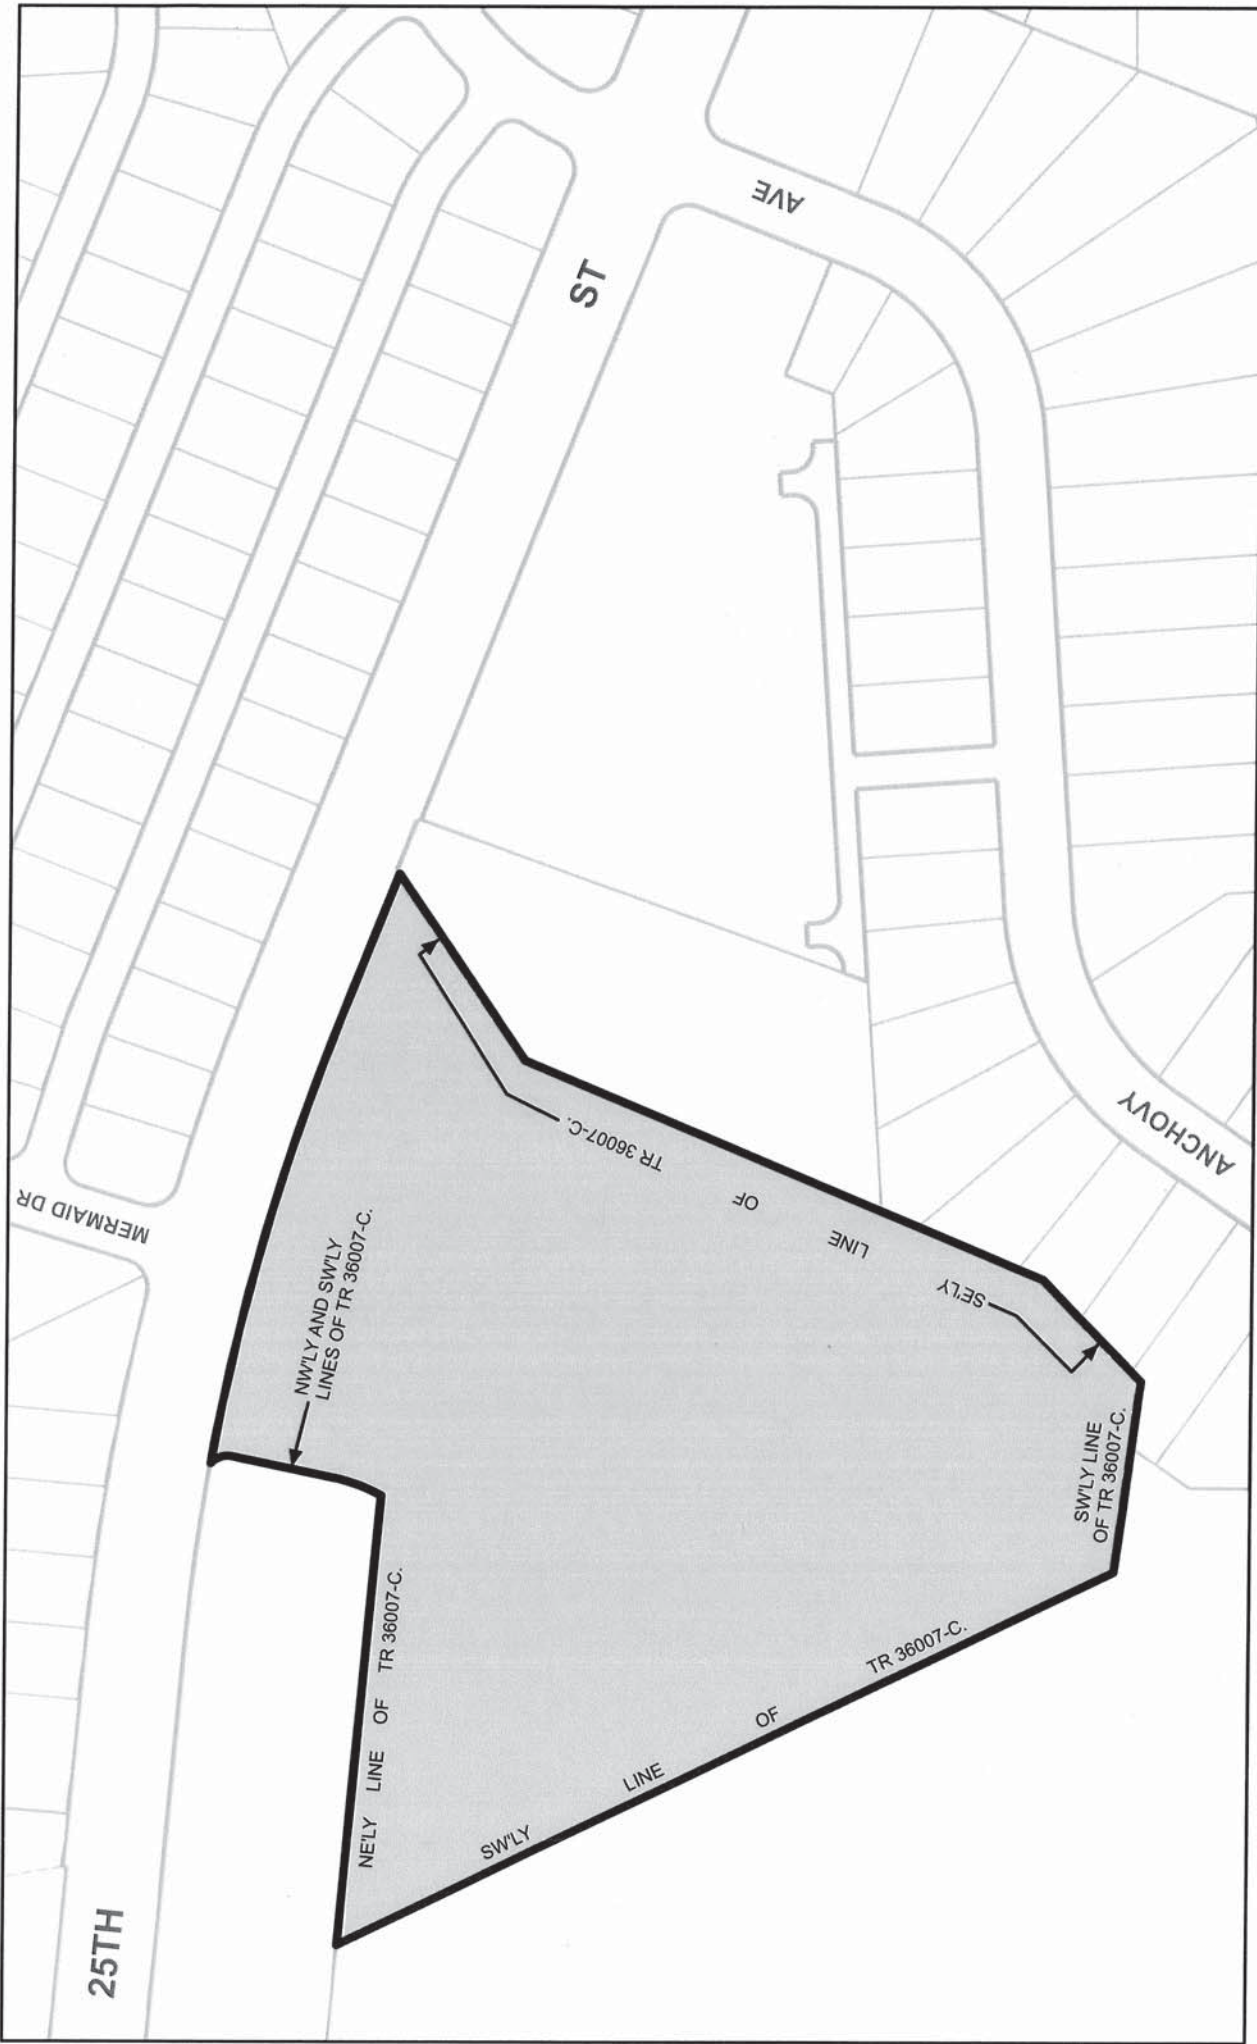 25TH
ST
MERMAID DR
AVE
ANCHOVY
NW'LY AND SW'LY
LINES OF TR 36007-C.
NE'LY LINE OF TR 36007-C.
SW'LY LINE OF TR 36007-C.
SW'LY LINE
OF TR 36007-C.
SE'LY LINE OF TR 36007-C.